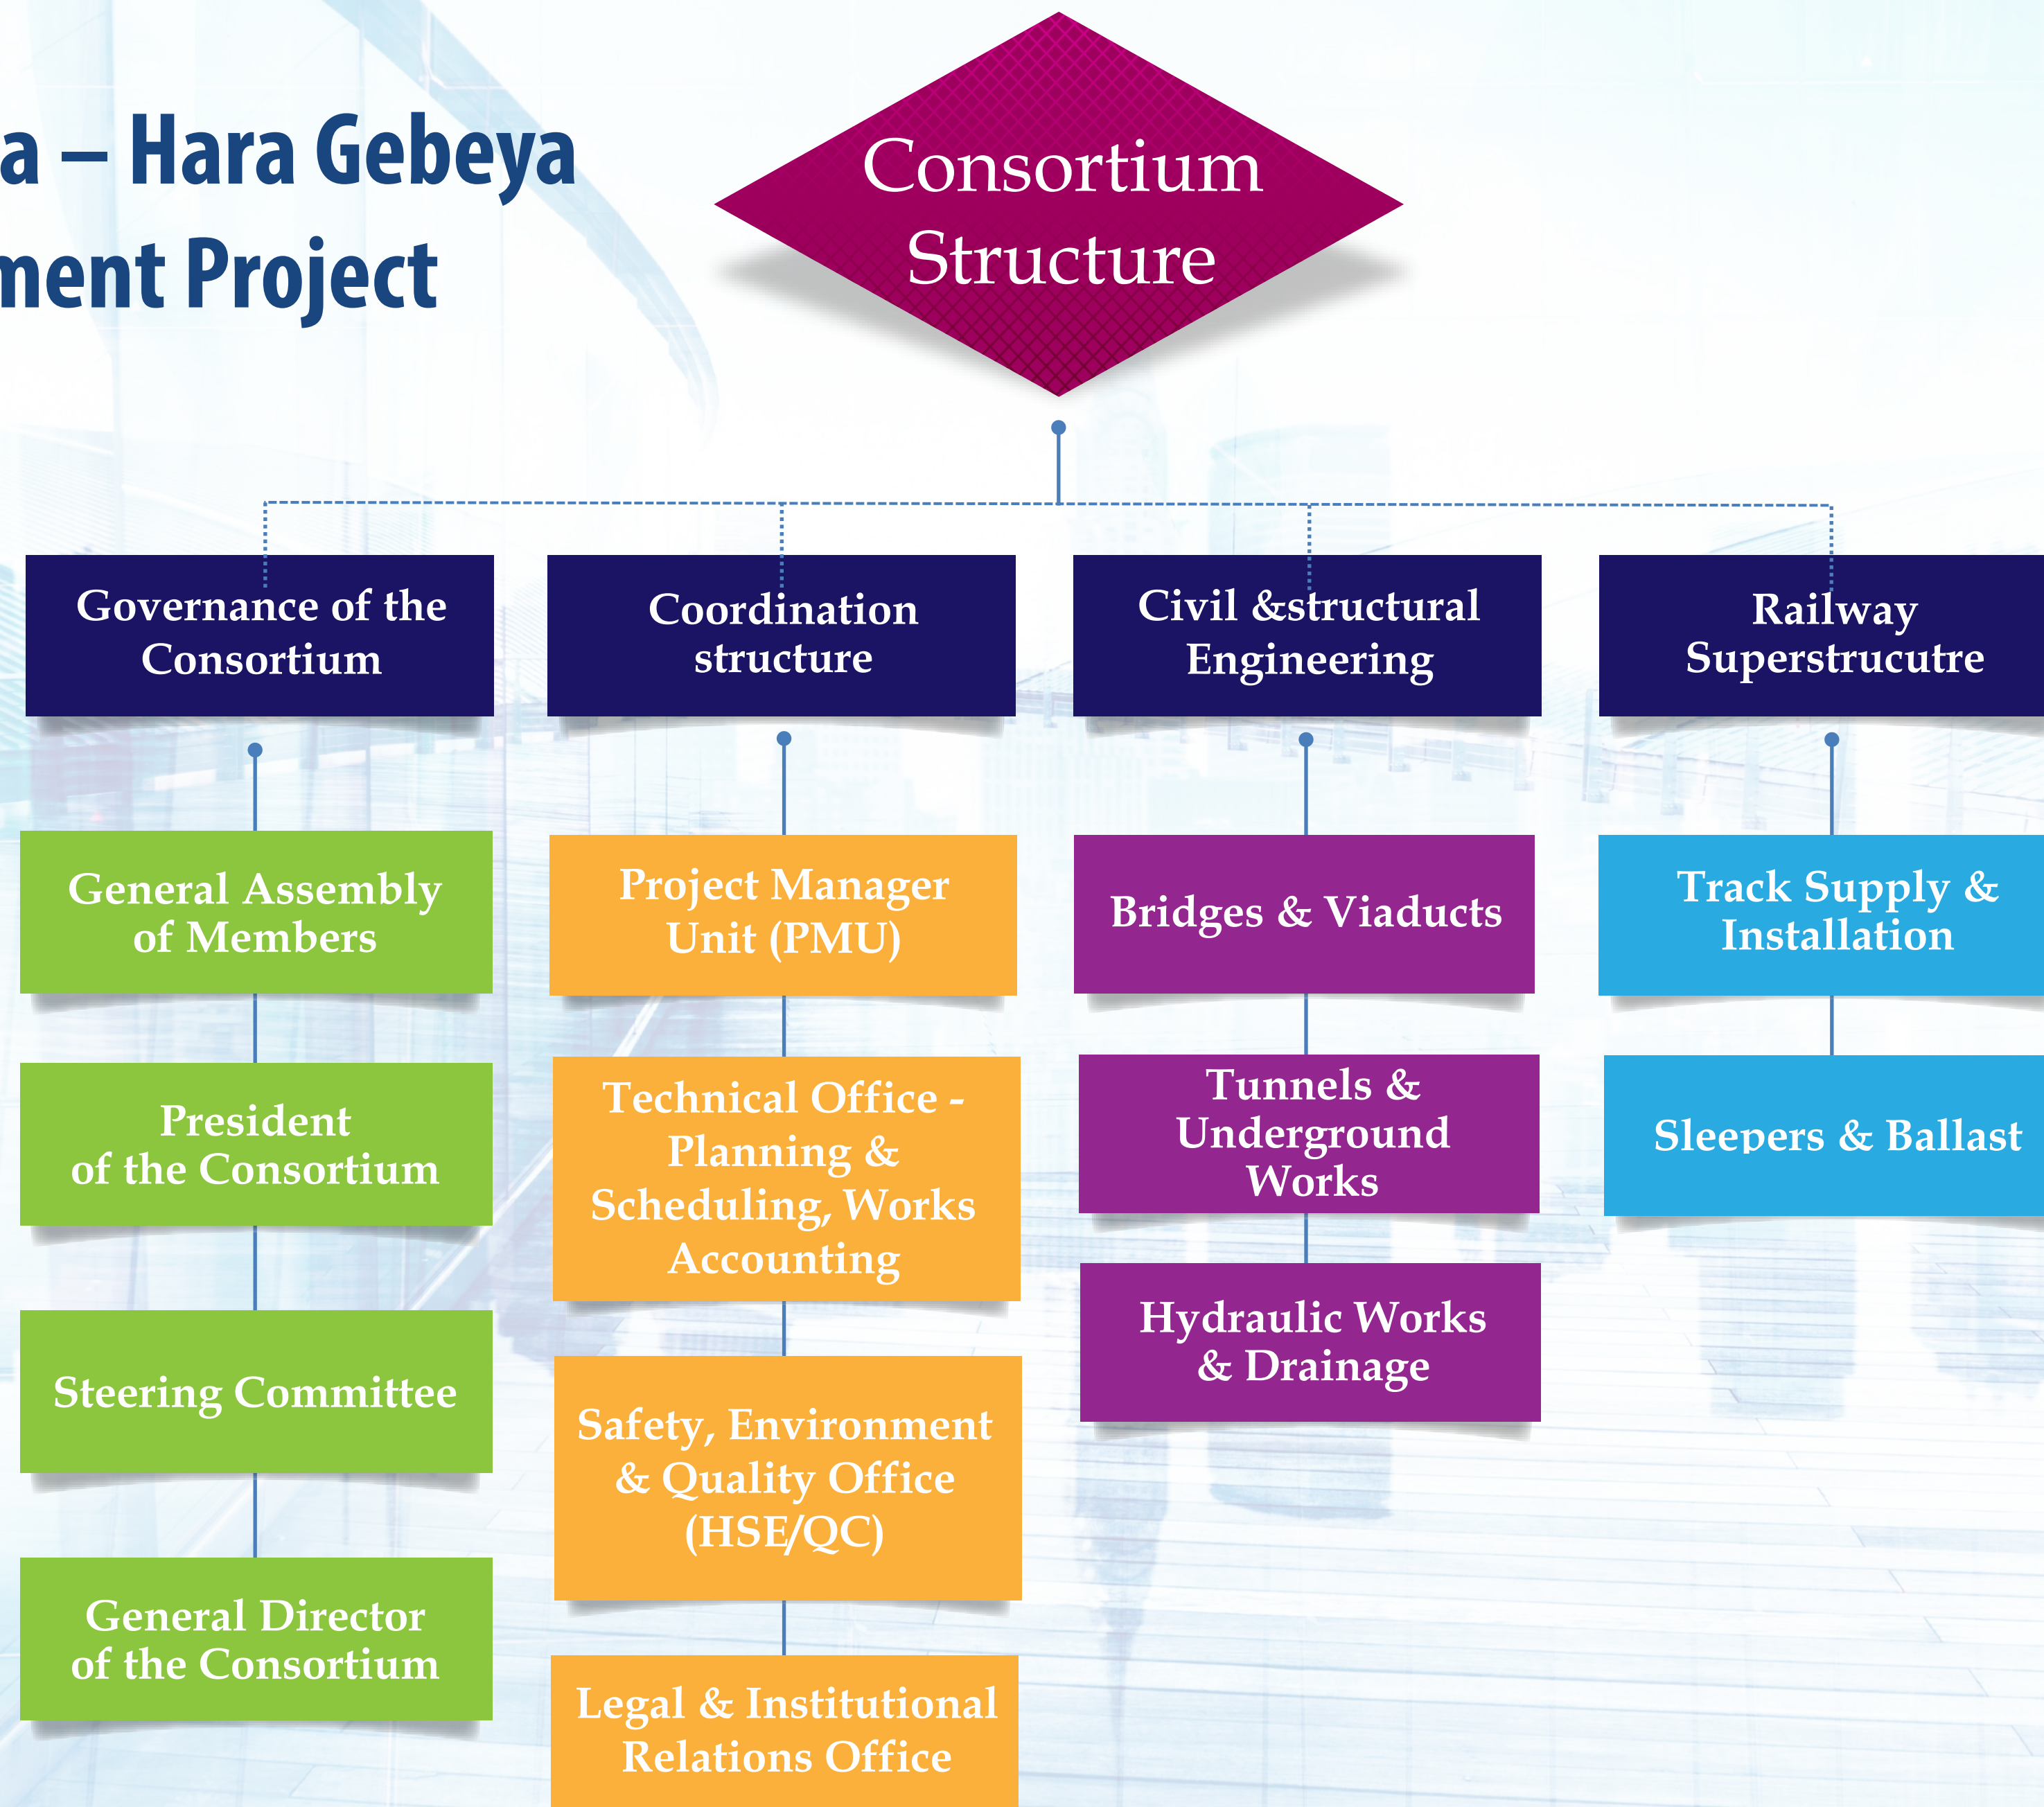 a – Hara Gebeya
ment Project
Consortium
Structure
Governance of the
Consortium
Coordination
structure
Civil &structural
Engineering
Railway
Superstrucutre
General Assembly
of Members
President
of the Consortium
Steering Committee
General Director
of the Consortium
Project Manager
Unit (PMU)
Technical Office -
Planning &
Scheduling, Works
Accounting
Safety, Environment
& Quality Office
(HSE/QC)
Legal & Institutional
Relations Office
Bridges & Viaducts
Tunnels &
Underground
Works
Hydraulic Works
& Drainage
Track Supply &
Installation
Sleepers & Ballast